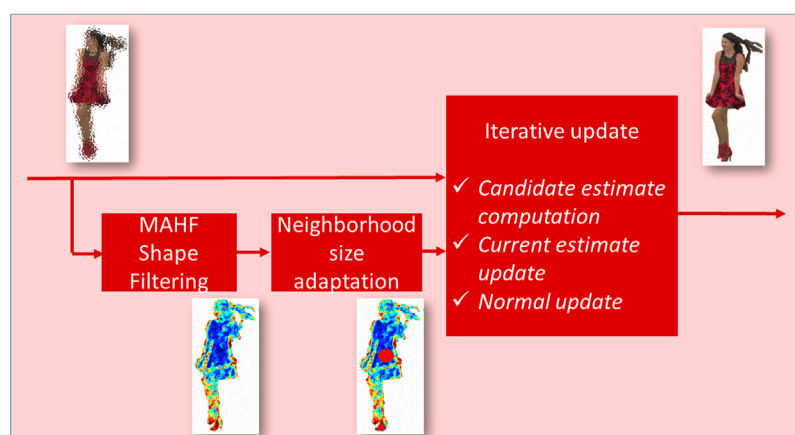 MAHF
Shape
Filtering
Neighborhood
size
adaptation
Iterative update
✓ Candidate estimate
computation
✓ Current estimate
update
✓ Normal update